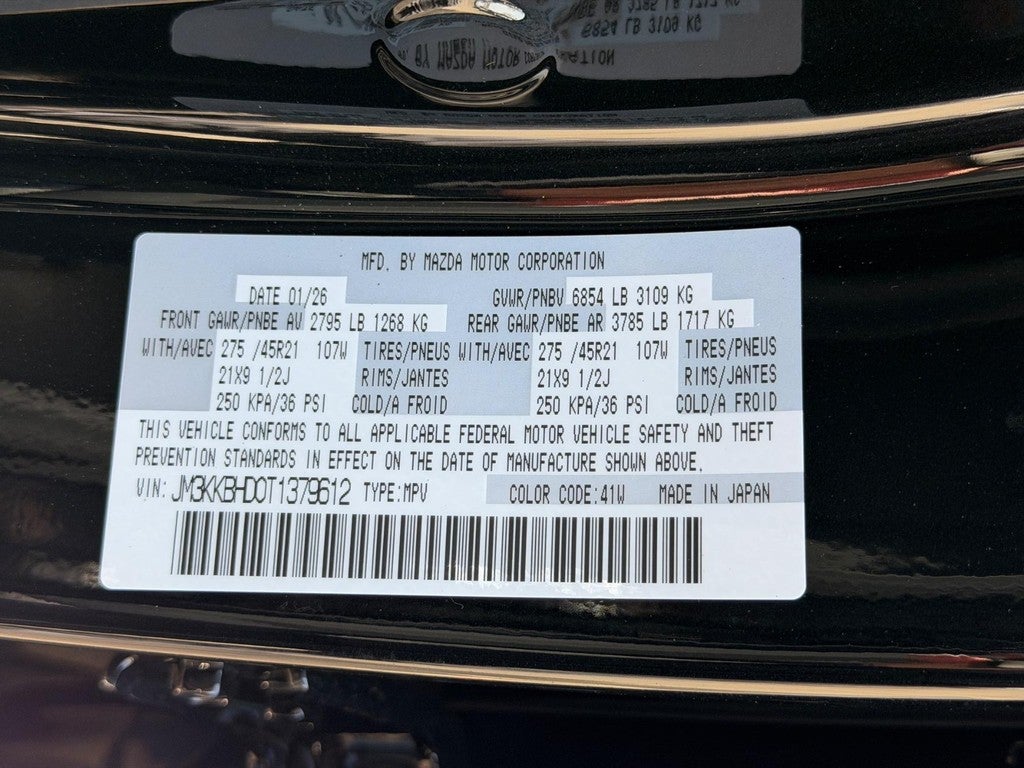 MFD. BY MAZDA MOTOR CORPORATION
DATE 01/26 GVWR/PNBV 6854 LB 3109 KG
FRONT GAWR/PNBE AV 2795 LB 1268 KG REAR GAWR/PNBE AR 3785 LB 1717 KG
WITH/AVEC 275 /45R21 107W TIRES/PNEUS WITH/AVEC 275 /45R21 107W TIRES/PNEUS
21X9 1/2J RIMS/JANTES 21X9 1/2J RIMS/JANTES
250 KPA/36 PSI COLD/A FROID 250 KPA/36 PSI COLD/A FROID
THIS VEHICLE CONFORMS TO ALL APPLICABLE FEDERAL MOTOR VEHICLE SAFETY AND THEFT
PREVENTION STANDARDS IN EFFECT ON THE DATE OF MANUFACTURE SHOWN ABOVE.
VIN: JM3KKBHD0T1379612 TYPE:MPV COLOR CODE:41W MADE IN JAPAN